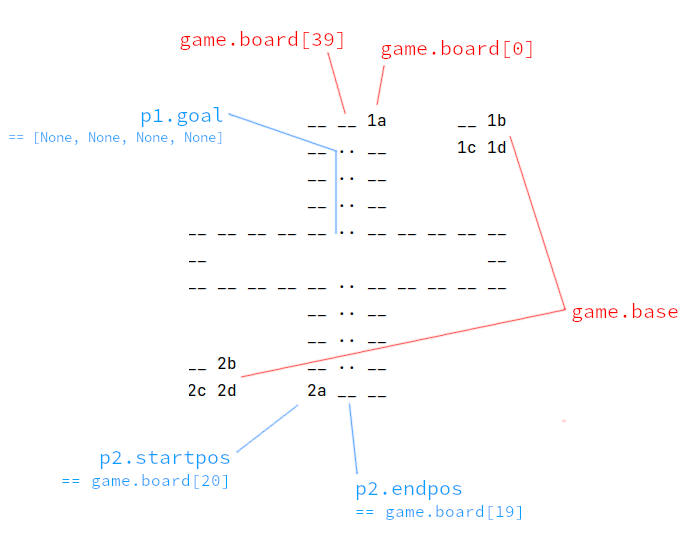 game.board[39]
game.board[0]
p1.goal
== [None, None, None, None]
__ __ 1a __ 1b
__ .. __ 1c 1d
__ .. __
__ .. __
__ __ __ __ __ .. __ __ __ __ __
__ __
__ __ __ __ __ .. __ __ __ __ __
__ .. __
game.base
__ .. __
__ 2b __ .. __
2c 2d 2a __ __
p2.startpos
== game.board[20]
p2.endpos
== game.board[19]